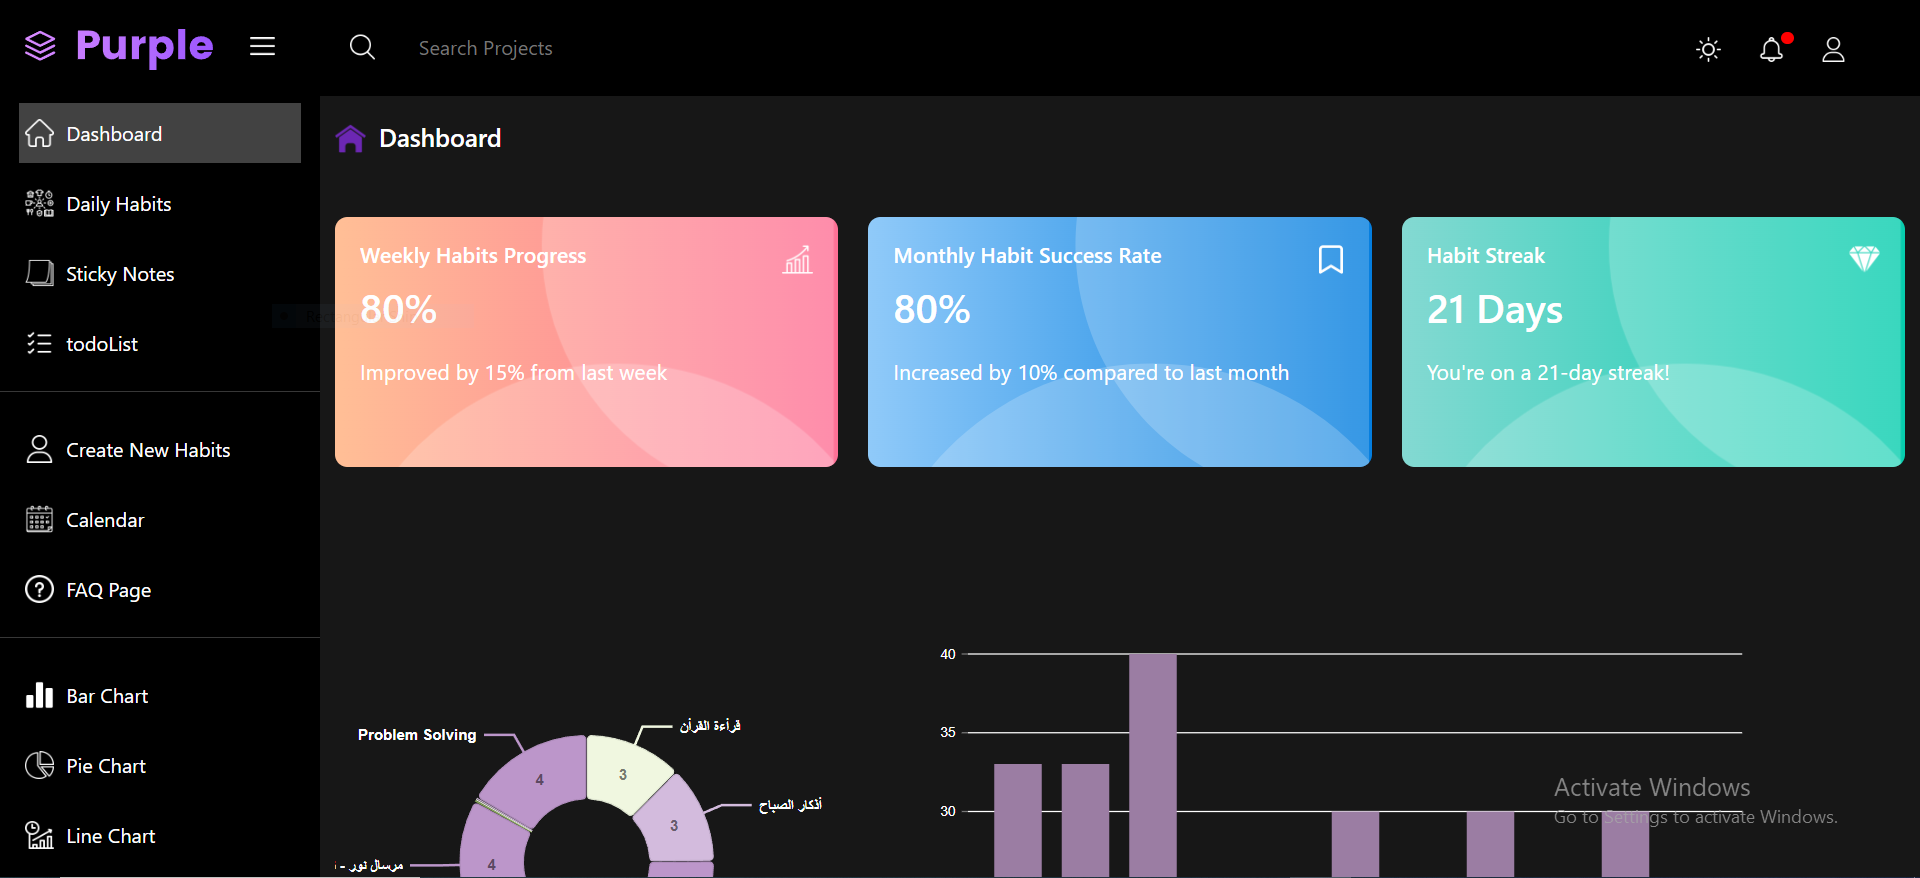 Purple
Search Projects
Dashboard
Daily Habits
Sticky Notes
todoList
Create New Habits
Calendar
FAQ Page
Bar Chart
Pie Chart
Line Chart
Dashboard
Weekly Habits Progress
80%
Improved by 15% from last week
Monthly Habit Success Rate
80%
Increased by 10% compared to last month
Habit Streak
21 Days
You're on a 21-day streak!
Problem Solving
قرأءة القرأن
أذكار الصباح
مرسال نور -
4
3
3
4
40
35
30
Activate Windows
Go to Settings to activate Windows.